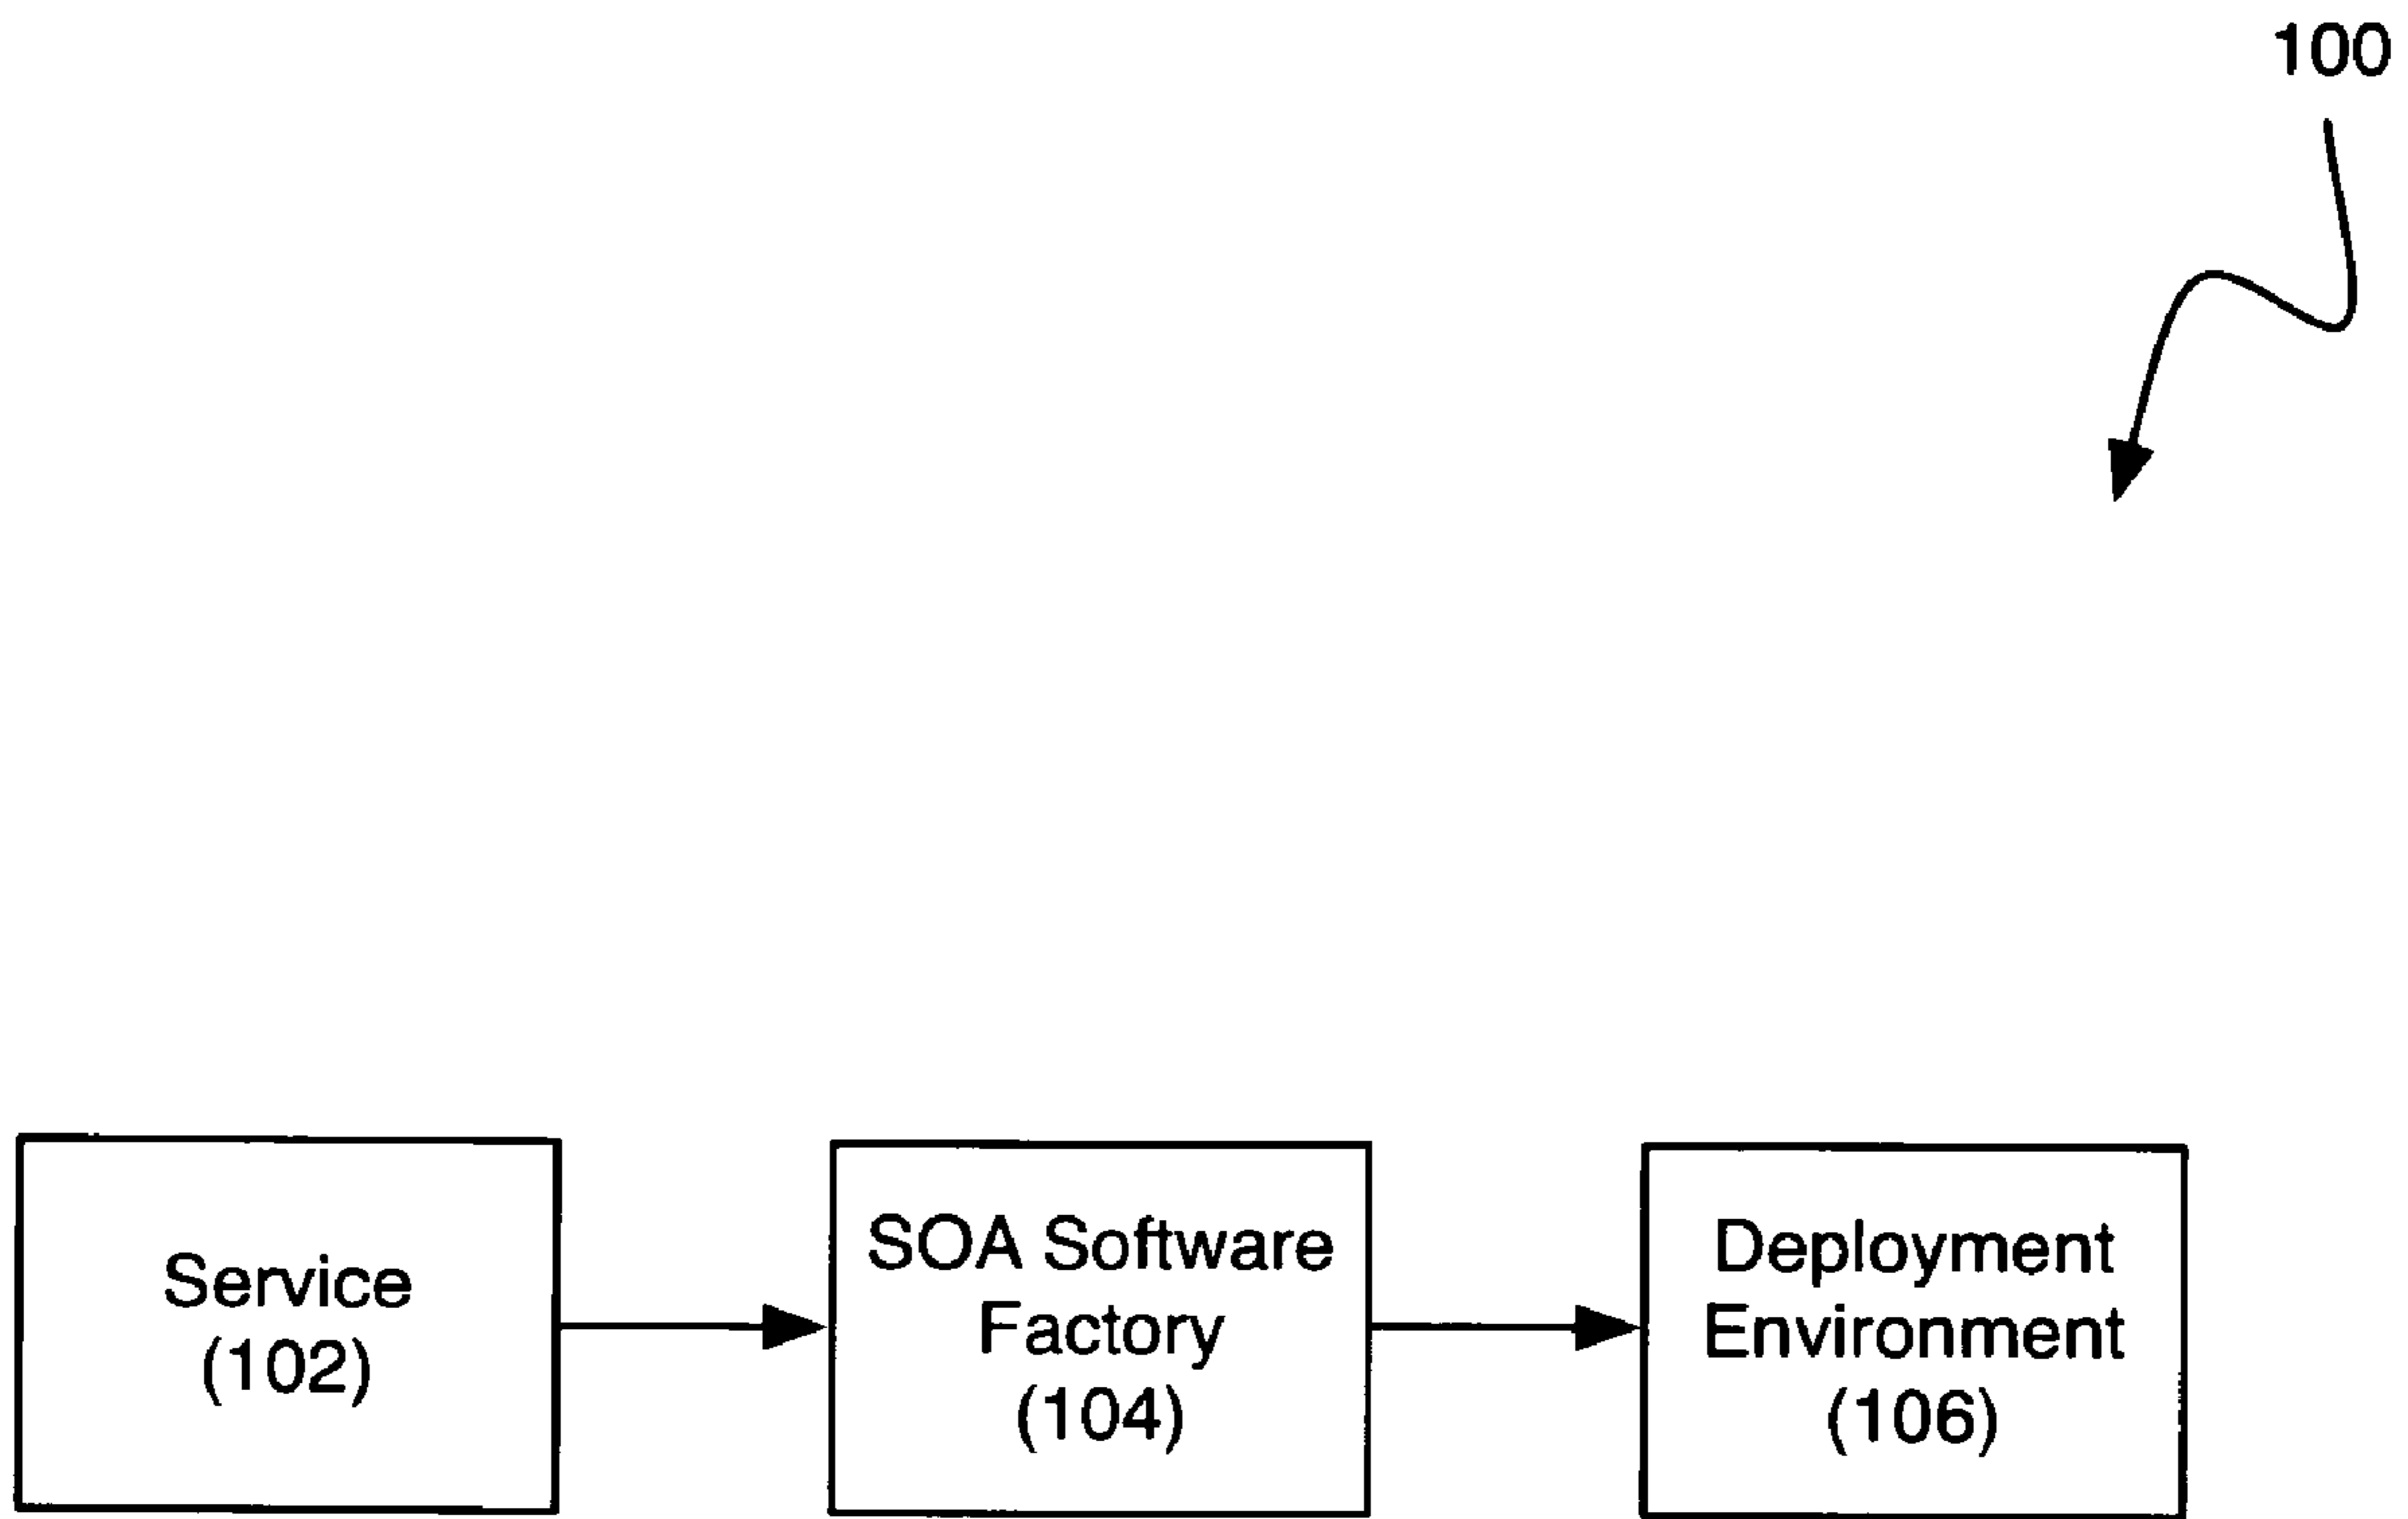 100
Service
(102)
SOA Software
Factory
(104)
Deployment
Environment
(106)